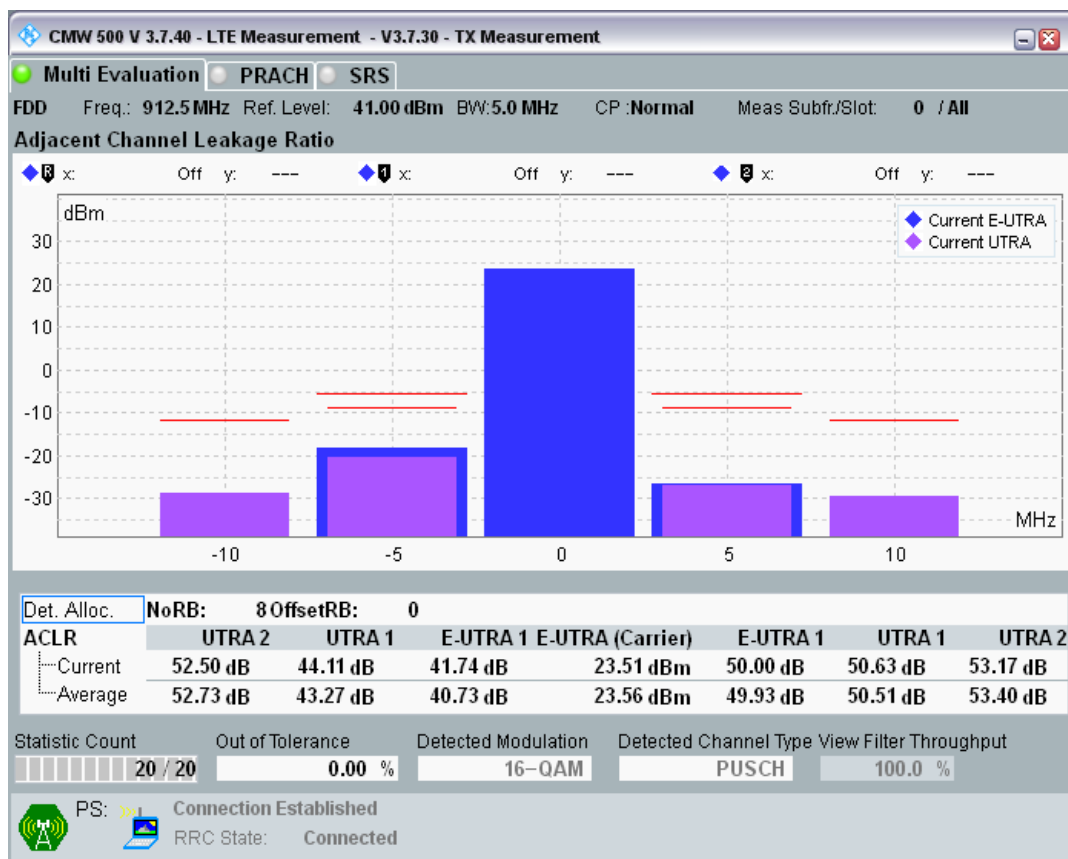 CMW 500 V 3.7.40 - LTE Measurement - V3.7.30 - TX Measurement
Multi Evaluation PRACH SRS
FDD Freq.: 912.5 MHz Ref. Level: 41.00 dBm BW:5.0 MHz CP :Normal Meas Subfr./Slot: 0 / All
Adjacent Channel Leakage Ratio
R x: Off y: --- 1 x: Off y: --- 2 x: Off y: ---
dBm
Current E-UTRA
Current UTRA
30
20
10
0
-10
-20
-30
MHz
-10 -5 0 5 10
Det. Alloc. NoRB: 8 OffsetRB: 0
ACLR UTRA 2 UTRA 1 E-UTRA 1 E-UTRA (Carrier) E-UTRA 1 UTRA 1 UTRA 2
Current 52.50 dB 44.11 dB 41.74 dB 23.51 dBm 50.00 dB 50.63 dB 53.17 dB
Average 52.73 dB 43.27 dB 40.73 dB 23.56 dBm 49.93 dB 50.51 dB 53.40 dB
Statistic Count Out of Tolerance Detected Modulation Detected Channel Type View Filter Throughput
20 / 20 0.00 % 16-QAM PUSCH 100.0 %
PS: Connection Established
RRC State: Connected